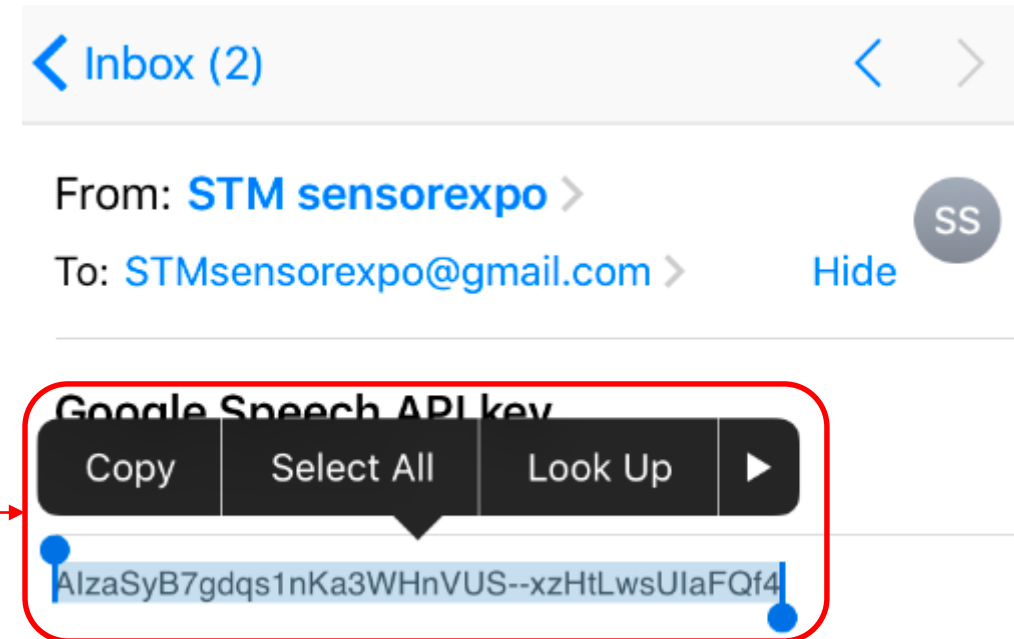 Inbox (2)
From: STM sensorexpo
SS
To: STMsensorexpo@gmail.com
Hide
Google Speech API key
Copy
Select All
Look Up
AIzaSyB7gdqs1nKa3WHnVUS--xzHtLwsUIaFQf4